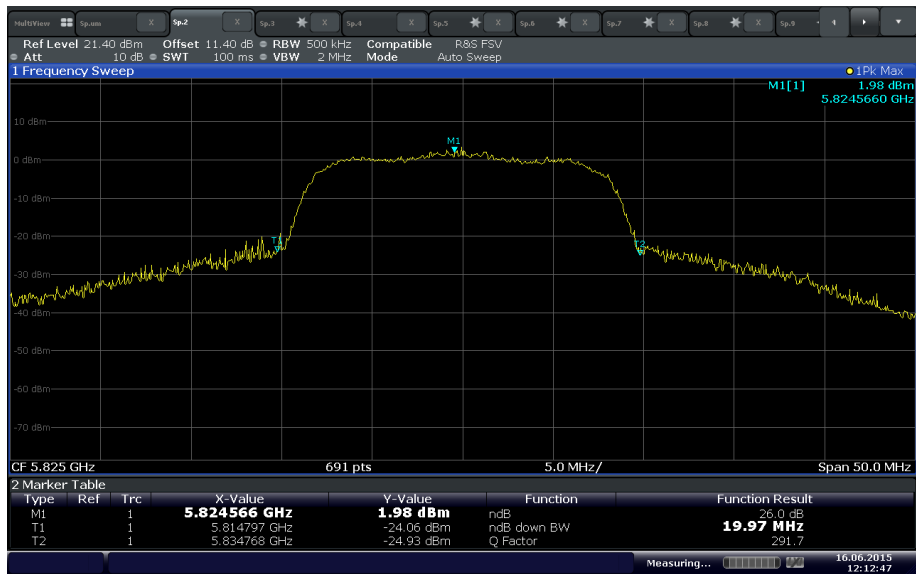 MultiView Sp.um X Sp.2 X Sp.3 X Sp.4 X Sp.5 X Sp.6 X Sp.7 X Sp.8 X Sp.9
Ref Level 21.40 dBm Offset 11.40 dB RBW 500 kHz Compatible R&S FSV
Att 10 dB SWT 100 ms VBW 2 MHz Mode Auto Sweep
1 Frequency Sweep 1Pk Max
M1[1] 1.98 dBm
5.8245660 GHz
10 dBm
M1
0 dBm
-10 dBm
-20 dBm
T1 T2
-30 dBm
-40 dBm
-50 dBm
-60 dBm
-70 dBm
CF 5.825 GHz 691 pts 5.0 MHz/ Span 50.0 MHz
2 Marker Table
Type Ref Trc X-Value Y-Value Function Function Result
M1 1 5.824566 GHz 1.98 dBm ndB 26.0 dB
T1 1 5.814797 GHz -24.06 dBm ndB down BW 19.97 MHz
T2 1 5.834768 GHz -24.93 dBm Q Factor 291.7
Measuring... 16.06.2015
12:12:47